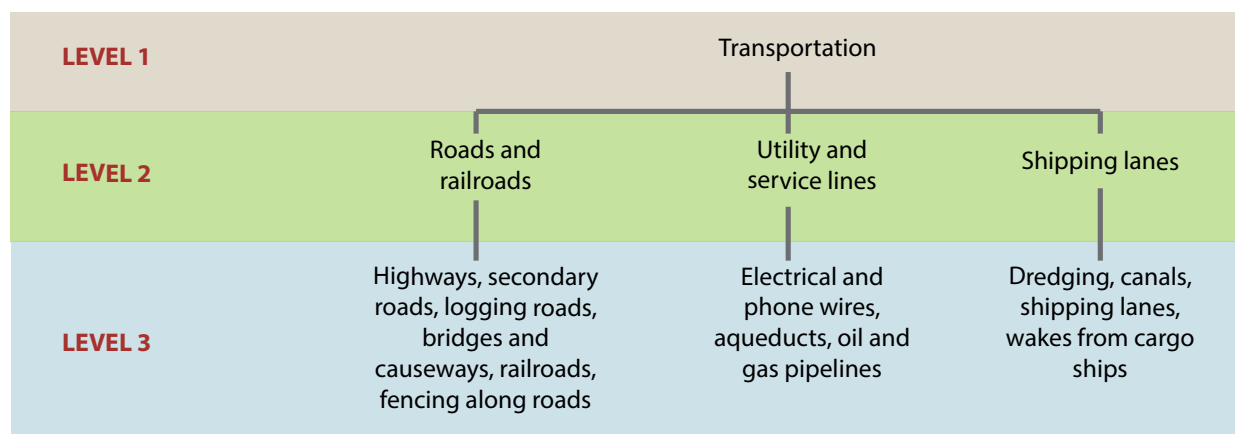 LEVEL 1
Transportation
LEVEL 2
Roads and
railroads
Utility and
service lines
Shipping lanes
LEVEL 3
Highways, secondary
roads, logging roads,
bridges and
causeways, railroads,
fencing along roads
Electrical and
phone wires,
aqueducts, oil and
gas pipelines
Dredging, canals,
shipping lanes,
wakes from cargo
ships